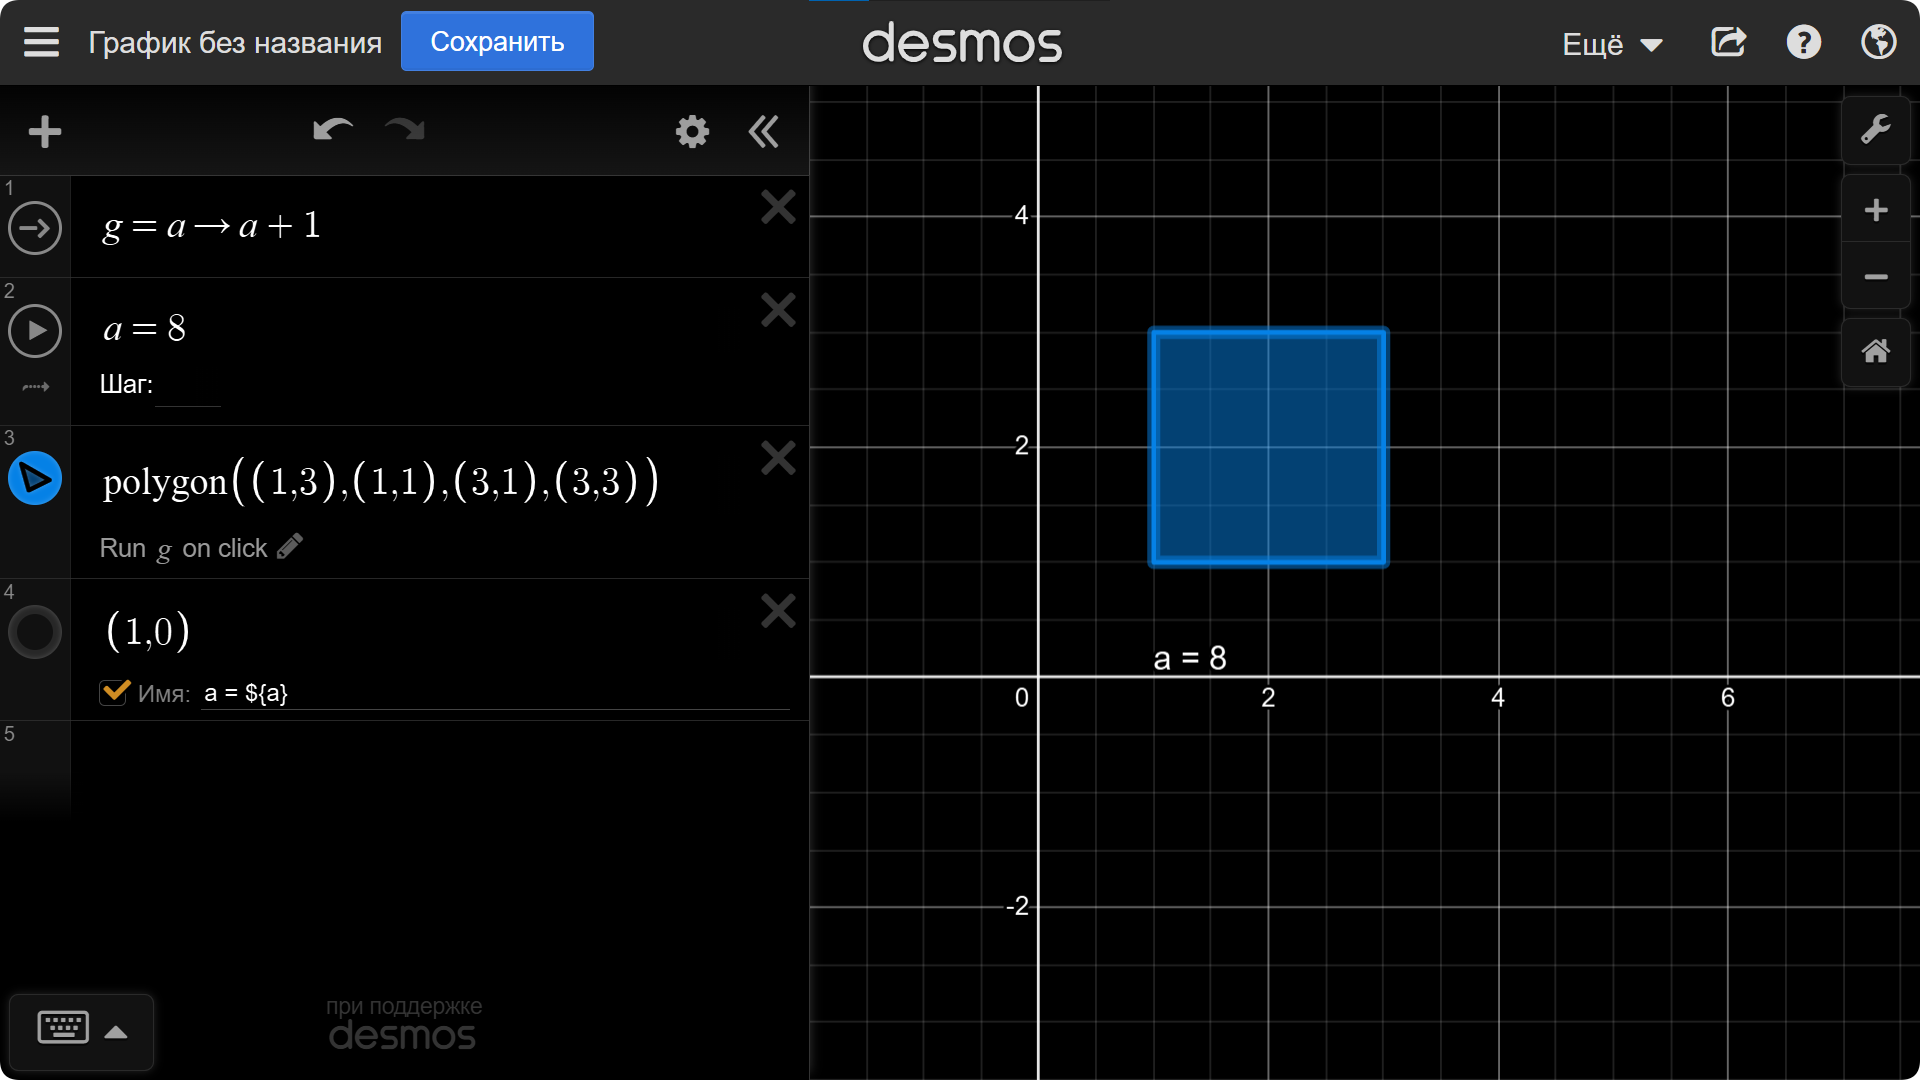 График без названия
Сохранить
desmos
Ещё
1
g = a → a + 1
2
a = 8
Шаг:
3
polygon((1,3),(1,1),(3,1),(3,3))
Run g on click
4
(1,0)
Имя: a = ${a}
5
при поддержке
desmos
4
2
a = 8
0
2
4
6
-2